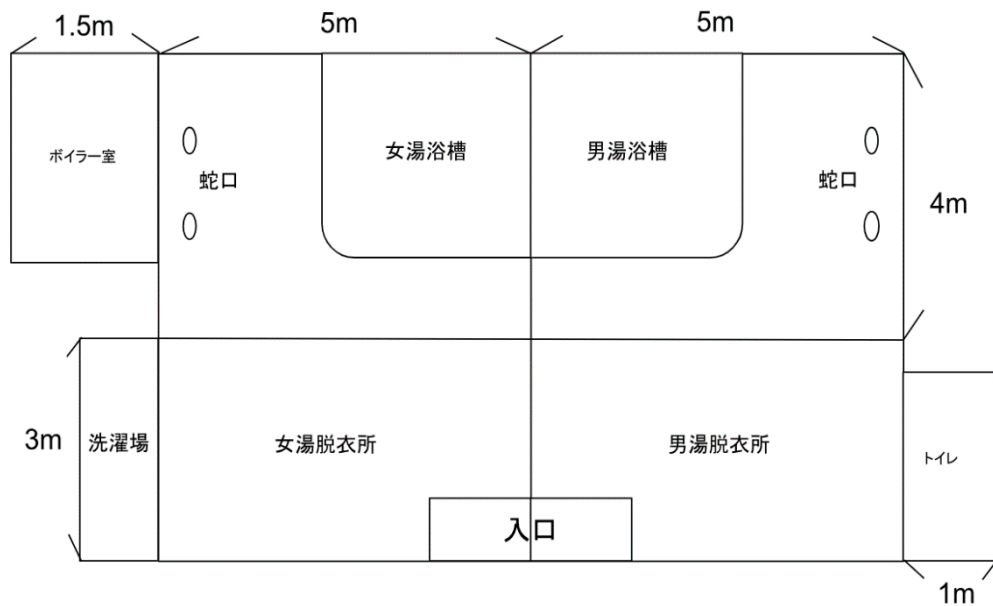 1.5m
5m
5m
ボイラー室
女湯浴槽
男湯浴槽
蛇口
蛇口
4m
3m
洗濯場
女湯脱衣所
男湯脱衣所
トイレ
入口
1m